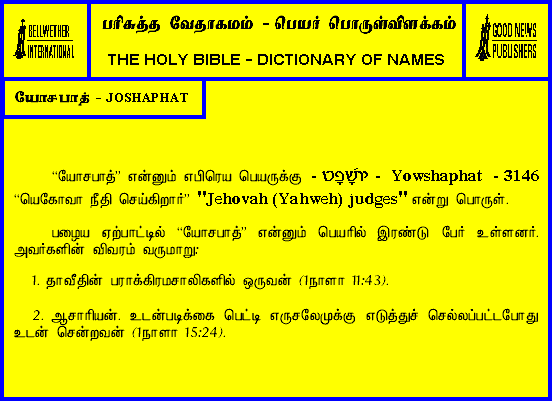 BELLWETHER
INTERNATIONAL
பரிசுத்த வேதாகமம் - பெயர் பொருள்விளக்கம்
THE HOLY BIBLE - DICTIONARY OF NAMES
GOOD NEWS
PUBLISHERS
யோசபாத் - JOSHAPHAT
“யோசபாத்” என்னும் எபிரெய பெயருக்கு - יוֹשָׁפָט - Yowshaphat - 3146
“யெகோவா நீதி செய்கிறார்” "Jehovah (Yahweh) judges" என்று பொருள்.
பழைய ஏற்பாட்டில் “யோசபாத்” என்னும் பெயரில் இரண்டு பேர் உள்ளனர்.
அவர்களின் விவரம் வருமாறு:
1. தாவீதின் பராக்கிரமசாலிகளில் ஒருவன் (1நாளா 11:43).
2. ஆசாரியன். உடன்படிக்கை பெட்டி எருசலேமுக்கு எடுத்துச் செல்லப்பட்டபோது
உடன் சென்றவன் (1நாளா 15:24).